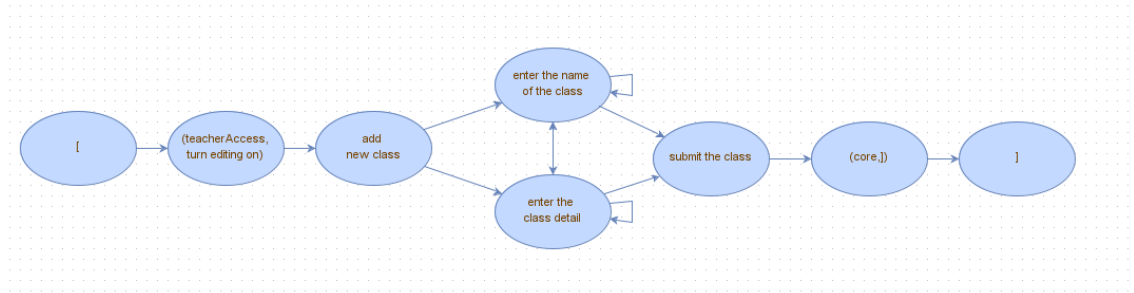 [
(teacherAccess,
turn editing on)
add
new class
enter the name
of the class
enter the
class detail
submit the class
(core,])
]